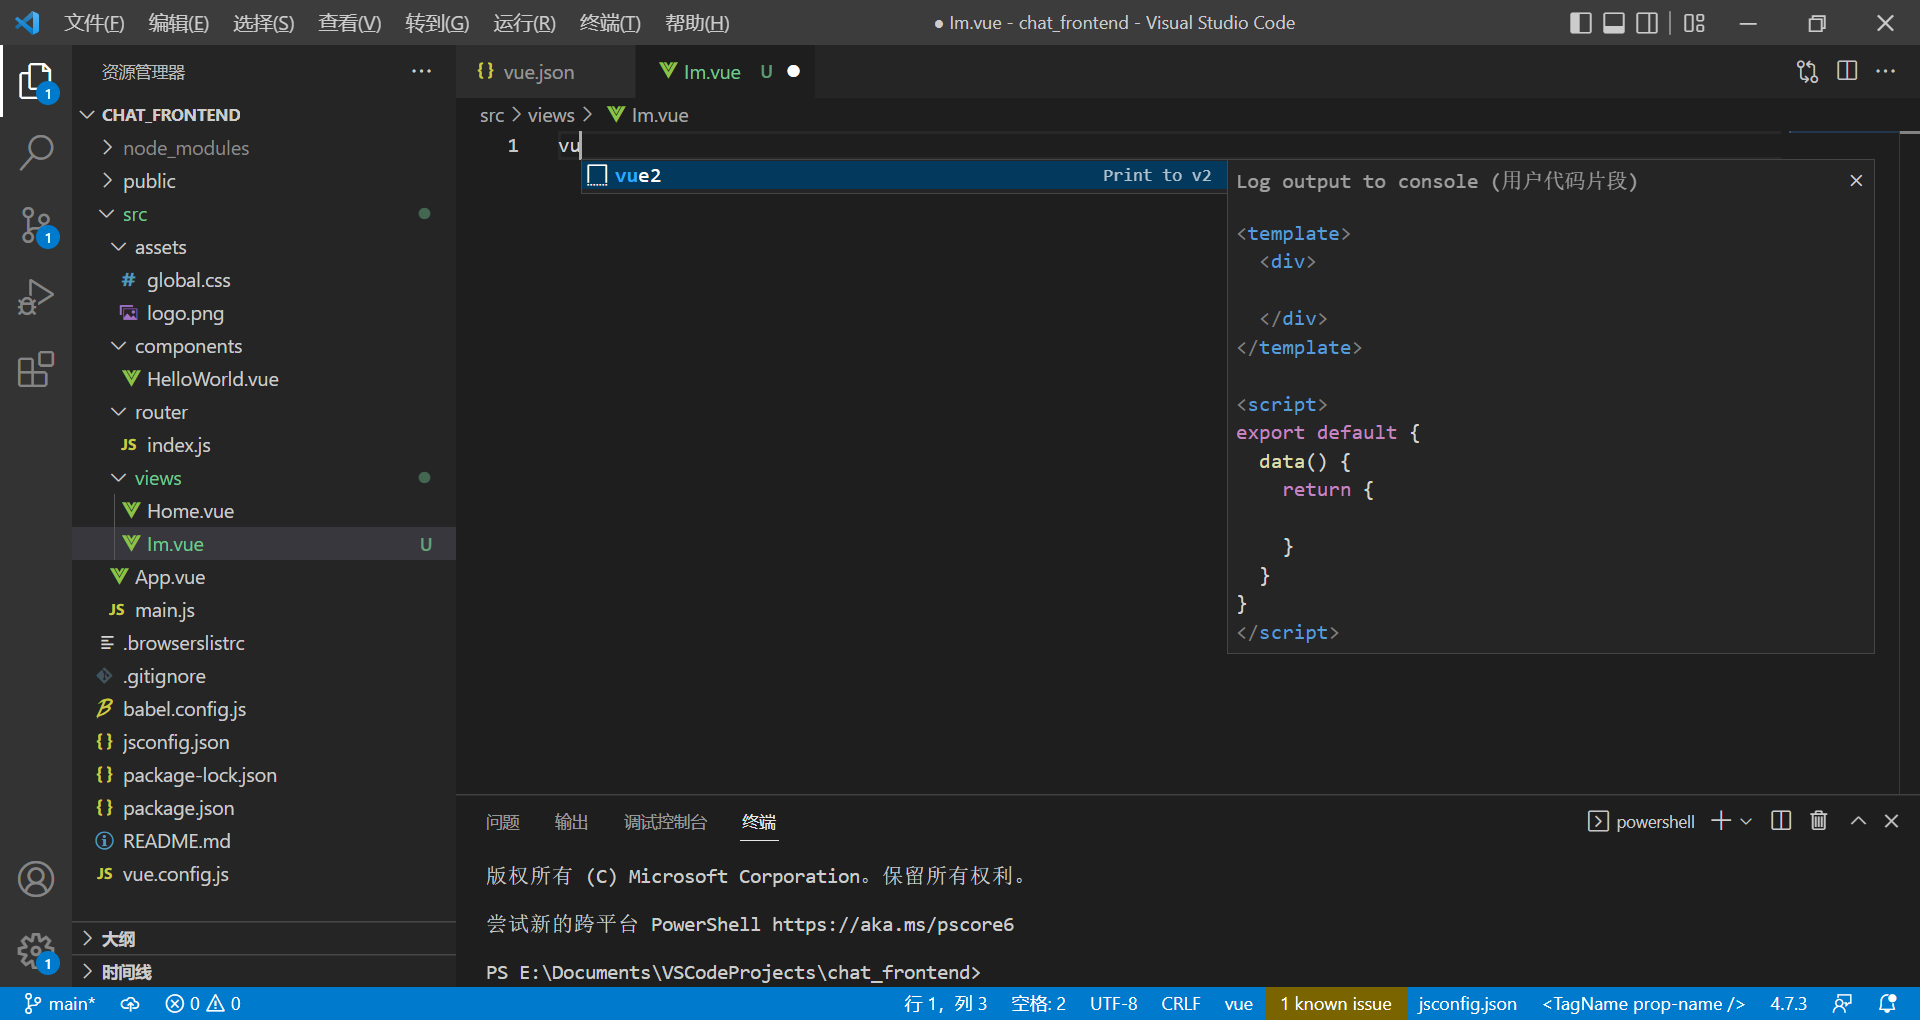 文件(F) 编辑(E) 选择(S) 查看(V) 转到(G) 运行(R) 终端(T) 帮助(H) ● Im.vue - chat_frontend - Visual Studio Code
资源管理器
CHAT_FRONTEND
node_modules
public
src
assets
# global.css
logo.png
components
HelloWorld.vue
router
JS index.js
views
Home.vue
Im.vue U
App.vue
JS main.js
.browserslistrc
.gitignore
babel.config.js
{} jsconfig.json
{} package-lock.json
{} package.json
README.md
JS vue.config.js
大纲
时间线
1
1
1
{} vue.json
Im.vue U
src > views > Im.vue
1 vu
vue2 Print to v2
Log output to console (用户代码片段)
<template>
<div>
</div>
</template>
<script>
export default {
data() {
return {
}
}
}
</script>
问题 输出 调试控制台 终端 powershell
版权所有 (C) Microsoft Corporation。保留所有权利。
尝试新的跨平台 PowerShell https://aka.ms/pscore6
PS E:\Documents\VSCodeProjects\chat_frontend>
main* 0 0 行 1, 列 3 空格: 2 UTF-8 CRLF vue 1 known issue jsconfig.json <TagName prop-name /> 4.7.3